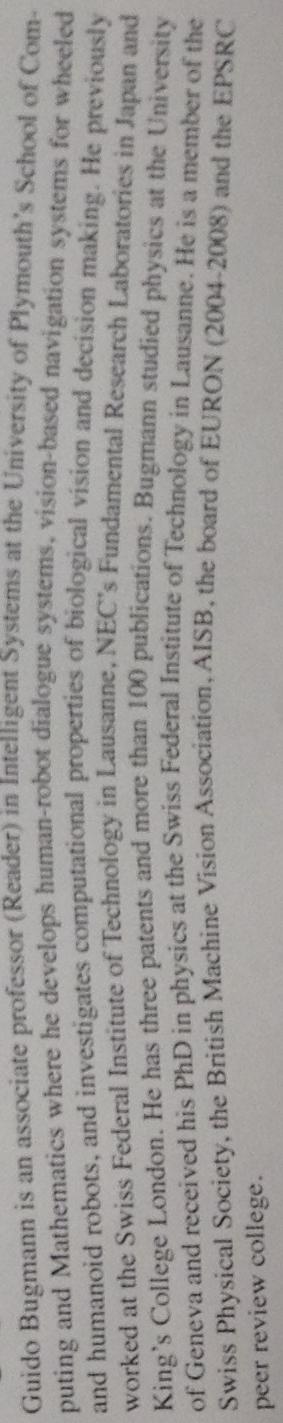 Guido Bugmann is an associate professor (Reader) in Intelligent Systems at the University of Plymouth's School of Com-
puting and Mathematics where he develops human-robot dialogue systems, vision-based navigation systems for wheeled
and humanoid robots, and investigates computational properties of biological vision and decision making. He previously
worked at the Swiss Federal Institute of Technology in Lausanne, NEC's Fundamental Research Laboratories in Japan and
King's College London. He has three patents and more than 100 publications. Bugmann studied physics at the University
of Geneva and received his PhD in physics at the Swiss Federal Institute of Technology in Lausanne. He is a member of the
Swiss Physical Society, the British Machine Vision Association, AISB, the board of EURON (2004-2008) and the EPSRC
peer review college.